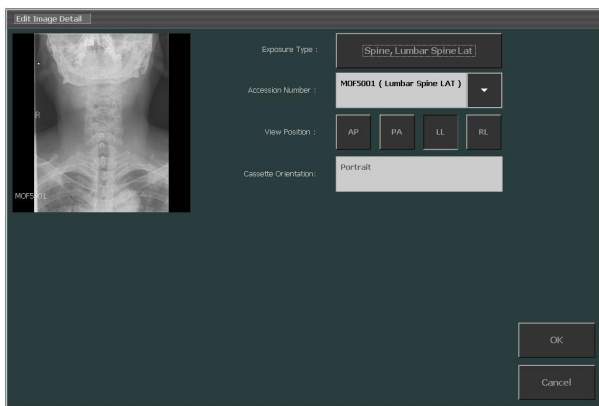 Edit Image Detail
Exposure Type :
Spine, Lumbar Spine Lat
Accession Number :
MOF5001 ( Lumbar Spine LAT )
View Position :
AP
PA
LL
RL
Cassette Orientation:
Portrait
R
MOF5001
OK
Cancel